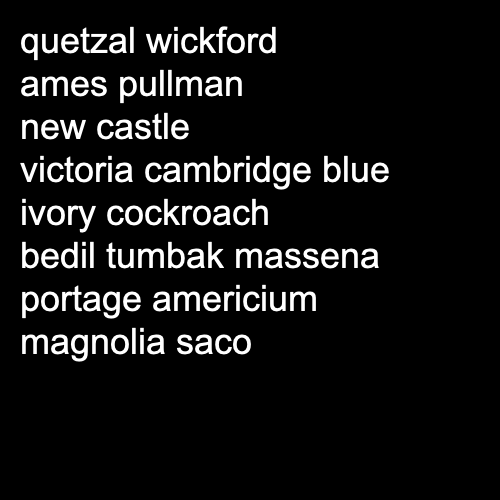 quetzal wickford
ames pullman
new castle
victoria cambridge blue
ivory cockroach
bedil tumbak massena
portage americium
magnolia saco